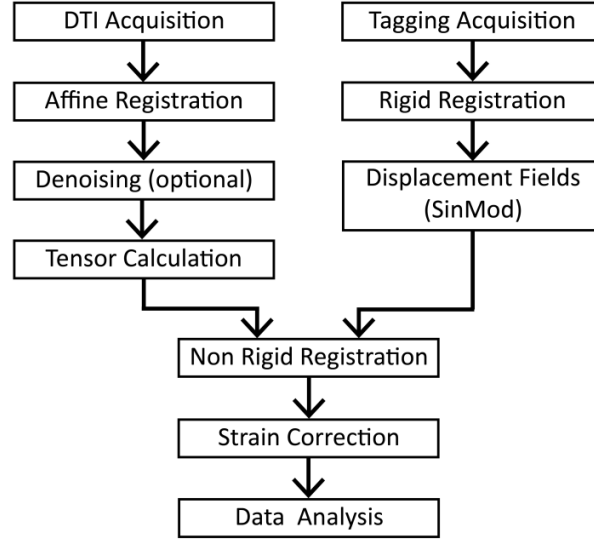 DTI Acquisition
Affine Registration
Denoising (optional)
Tensor Calculation
Tagging Acquisition
Rigid Registration
Displacement Fields
(SinMod)
Non Rigid Registration
Strain Correction
Data Analysis